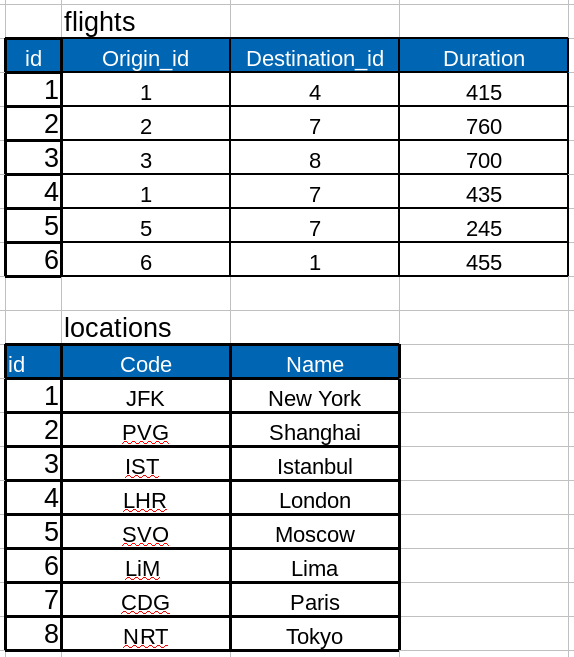 flights
id Origin_id Destination_id Duration
1 1 4 415
2 2 7 760
3 3 8 700
4 1 7 435
5 5 7 245
6 6 1 455
locations
id Code Name
1 JFK New York
2 PVG Shanghai
3 IST Istanbul
4 LHR London
5 SVO Moscow
6 LiM Lima
7 CDG Paris
8 NRT Tokyo